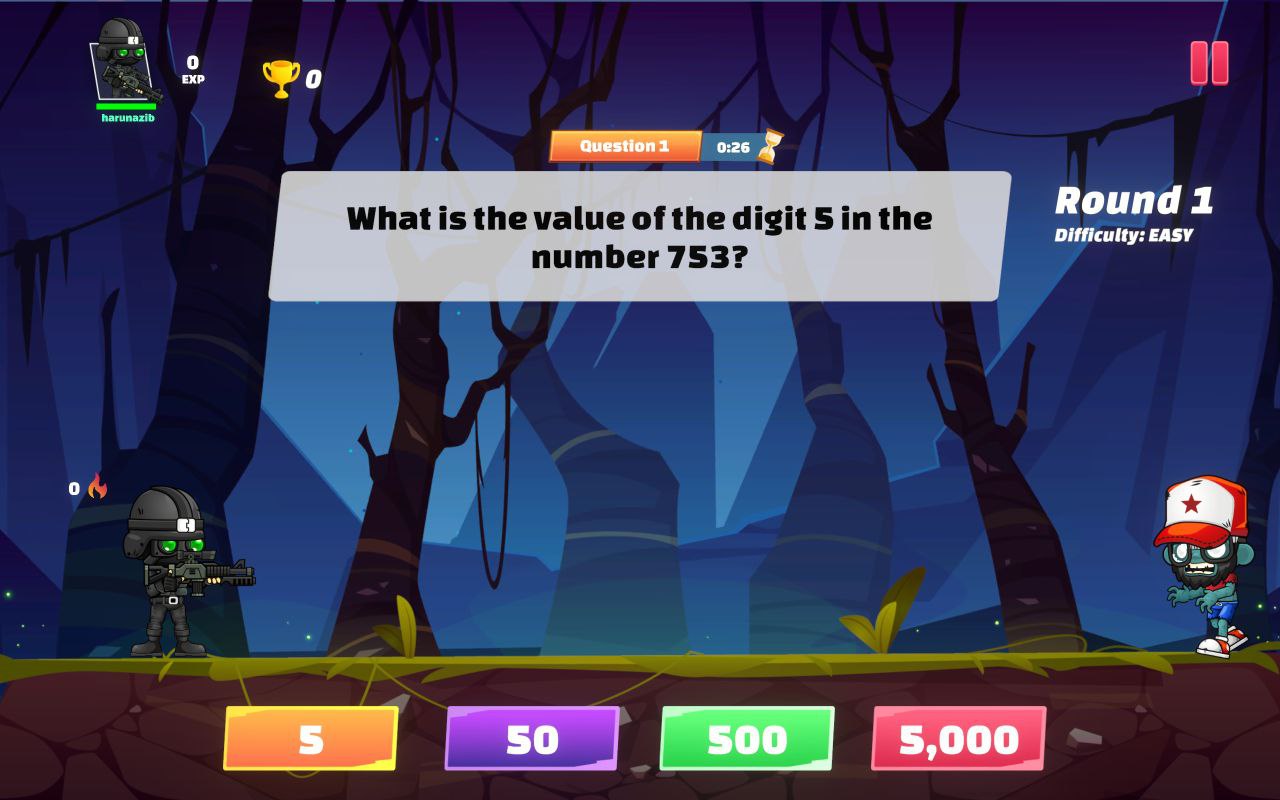 0
EXP
0
harunazib
Question 1
0:26
What is the value of the digit 5 in the
number 753?
Round 1
Difficulty: EASY
0
5
50
500
5,000